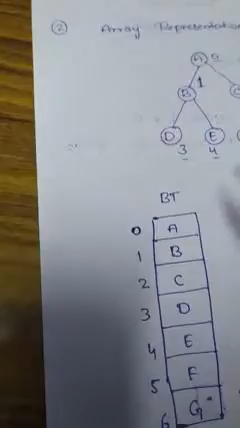 ② Array Representation
A 0
B 1
D E
3 4
BT
0 A
1 B
2 C
3 D
4 E
5 F
6 G